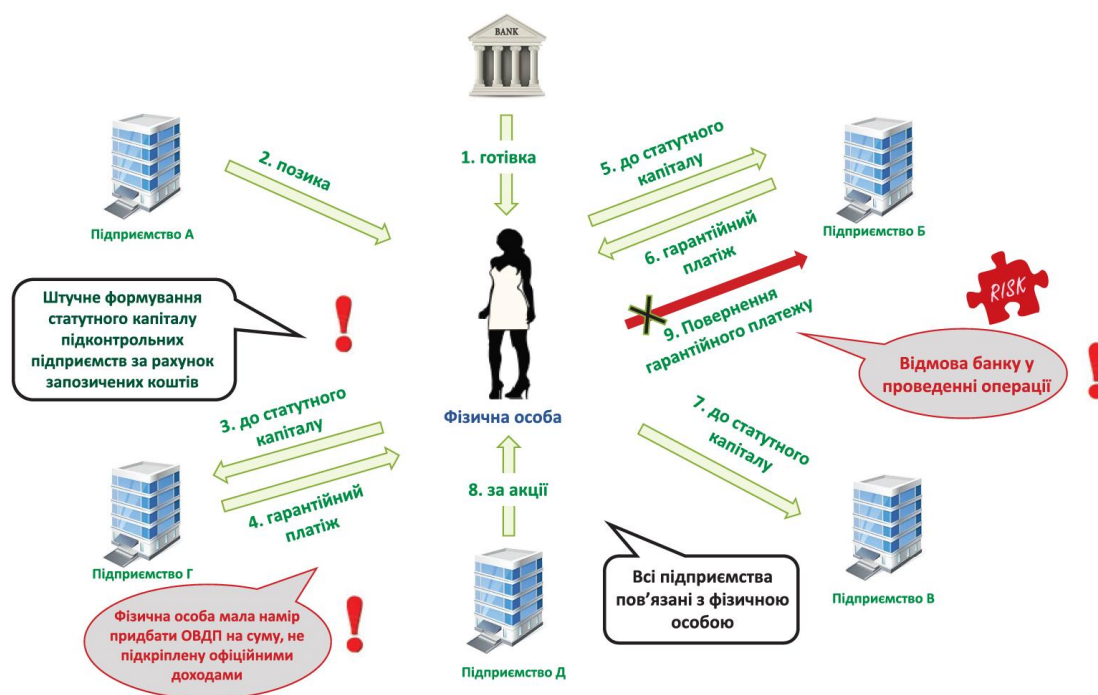 BANK
1. готівка
2. позика
Підприємство А
5. до статутного
капіталу
6. гарантійний
платіж
Підприємство Б
RISK
9. Повернення
гарантійного платежу
Відмова банку у
проведенні операції
Штучне формування
статутного капіталу
підконтрольних
підприємств за рахунок
запозичених коштів
Фізична особа
3. до статутного
капіталу
4. гарантійний
платіж
Підприємство Г
7. до статутного
капіталу
Підприємство В
8. за акції
Підприємство Д
Всі підприємства
пов’язані з фізичною
особою
Фізична особа мала намір
придбати ОВДП на суму, не
підкріплену офіційними
доходами